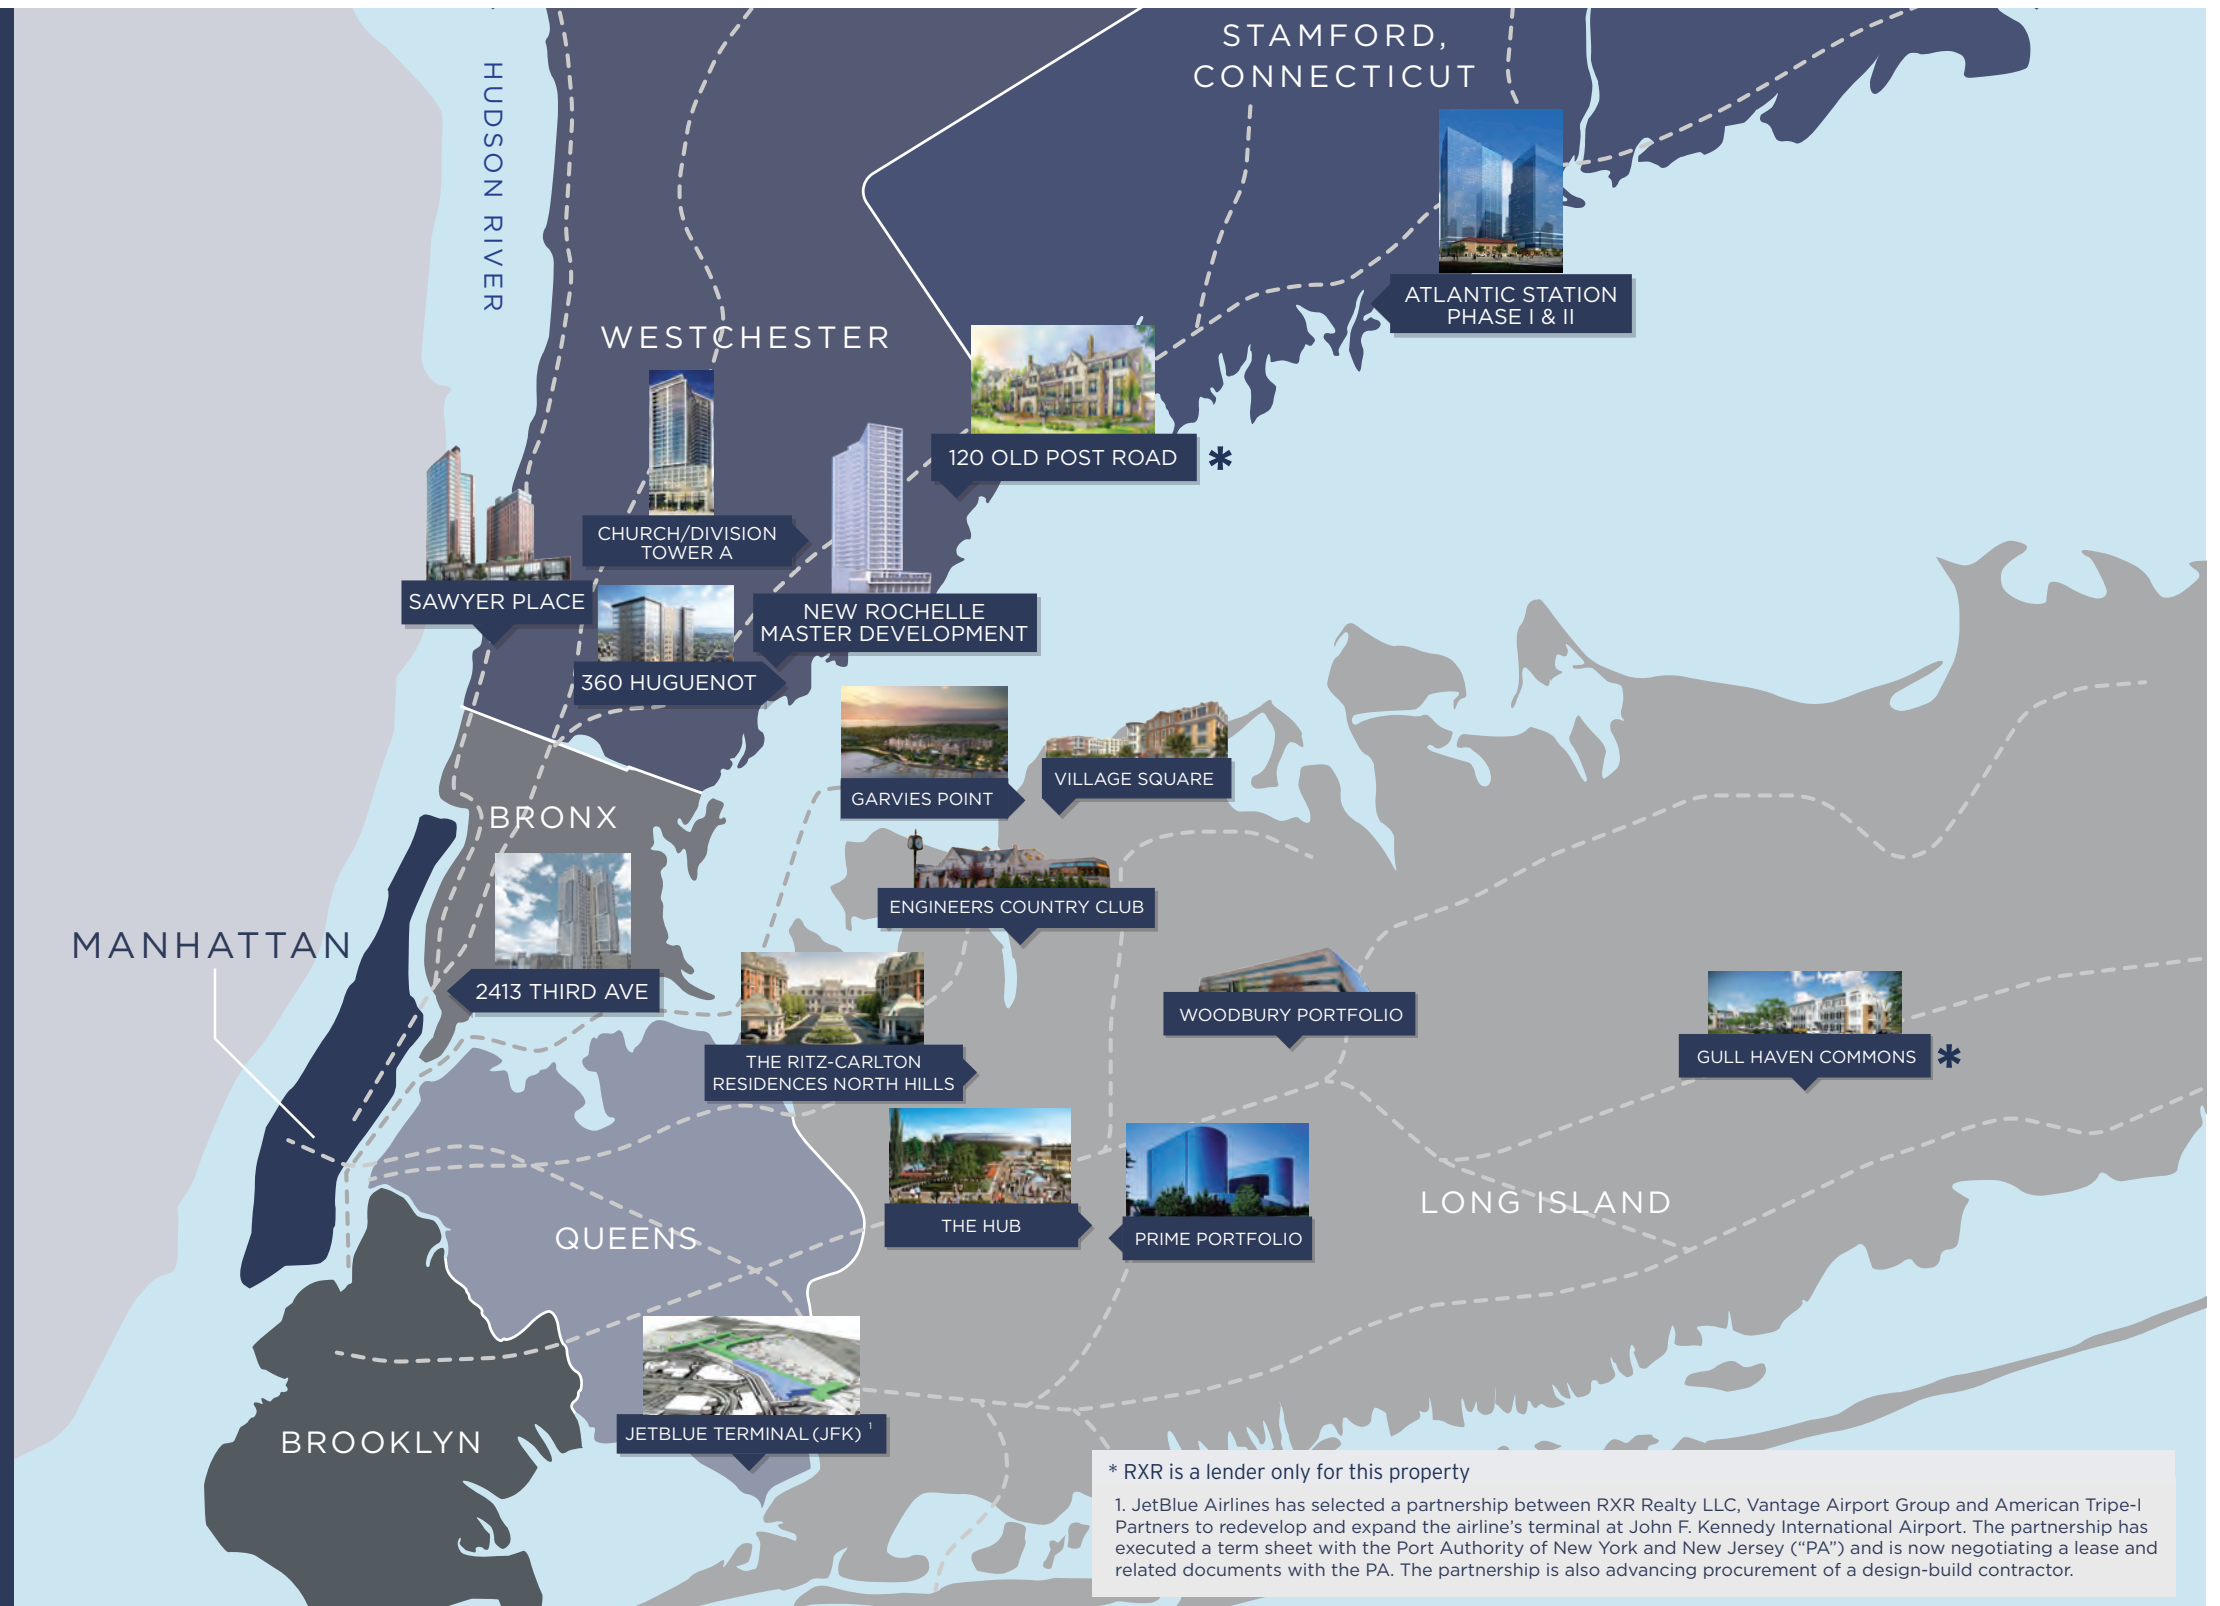 STAMFORD,
CONNECTICUT
HUDSON RIVER
ATLANTIC STATION
PHASE I & II
WESTCHESTER
120 OLD POST ROAD *
CHURCH/DIVISION
TOWER A
SAWYER PLACE
NEW ROCHELLE
MASTER DEVELOPMENT
360 HUGUENOT
GARVIES POINT
VILLAGE SQUARE
BRONX
ENGINEERS COUNTRY CLUB
MANHATTAN
2413 THIRD AVE
WOODBURY PORTFOLIO
THE RITZ-CARLTON
RESIDENCES NORTH HILLS
GULL HAVEN COMMONS *
THE HUB
PRIME PORTFOLIO
LONG ISLAND
QUEENS
JETBLUE TERMINAL (JFK) 1
BROOKLYN
* RXR is a lender only for this property
1. JetBlue Airlines has selected a partnership between RXR Realty LLC, Vantage Airport Group and American Tripe-I
Partners to redevelop and expand the airline’s terminal at John F. Kennedy International Airport. The partnership has
executed a term sheet with the Port Authority of New York and New Jersey (“PA”) and is now negotiating a lease and
related documents with the PA. The partnership is also advancing procurement of a design-build contractor.